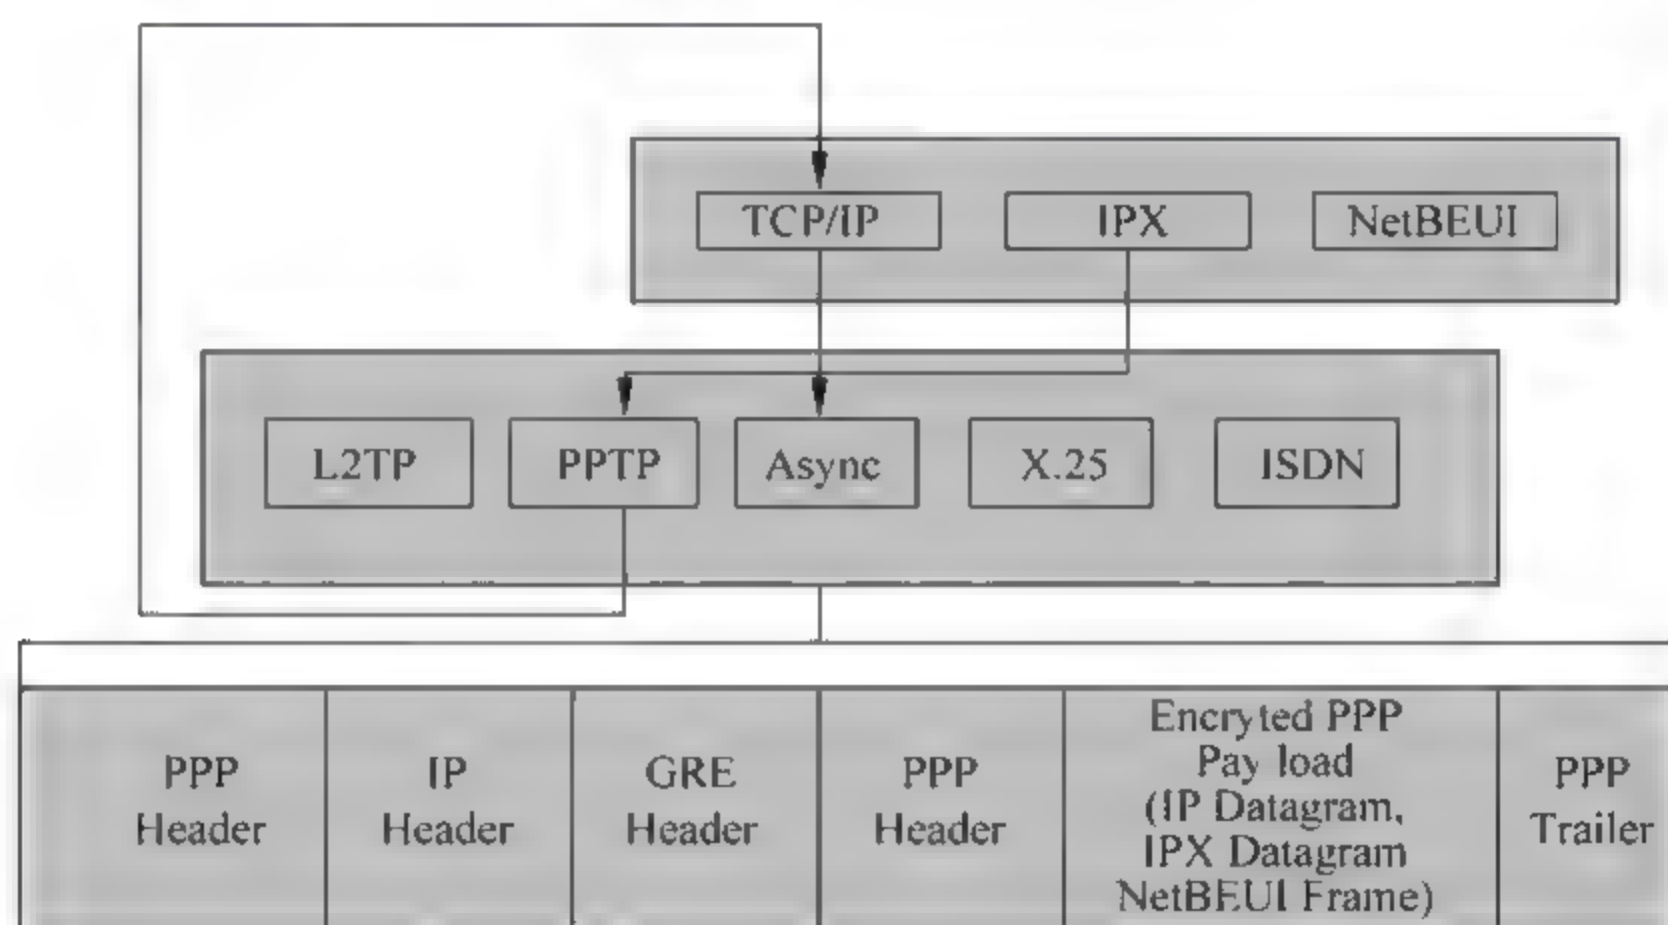 TCP/IP
IPX
NetBEUI
L2TP
PPTP
Async
X.25
ISDN
PPP
Header
IP
Header
GRE
Header
PPP
Header
Encryted PPP
Pay load
(IP Datagram,
IPX Datagram
NetBEUI Frame)
PPP
Trailer